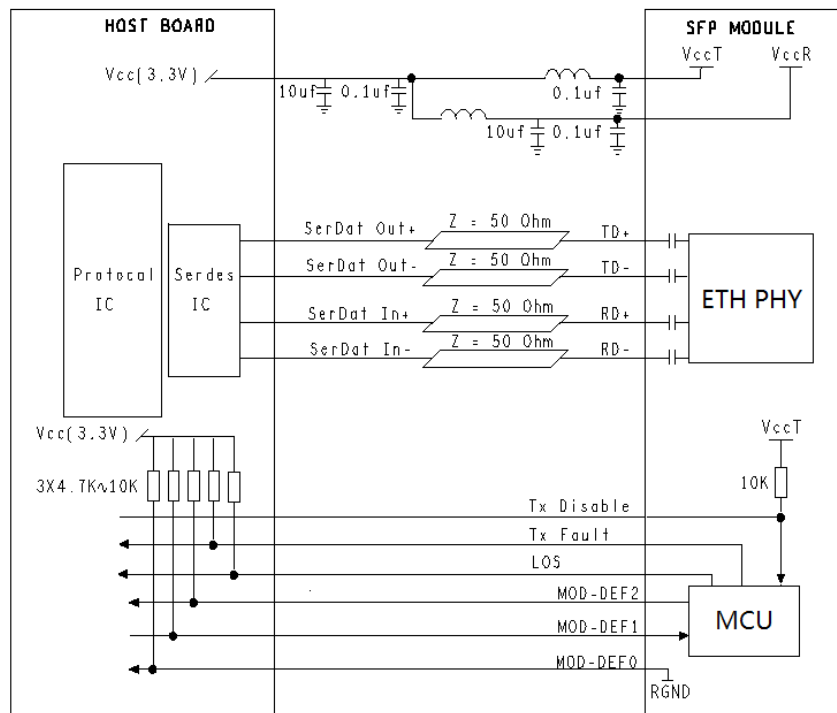 HOST BOARD
SFP MODULE
VccT
VccR
Vcc(3.3V)
10uf
0.1uf
0.1uf
10uf
0.1uf
Z = 50 Ohm
SerDat Out+
TD+
Z = 50 Ohm
SerDat Out-
TD-
Protocal
IC
Serdes
IC
ETH PHY
Z = 50 Ohm
SerDat In+
RD+
Z = 50 Ohm
SerDat In-
RD-
Vcc(3.3V)
VccT
3X4.7K∿10K
10K
Tx Disable
Tx Fault
LOS
MOD-DEF2
MCU
MOD-DEF1
MOD-DEF0
RGND